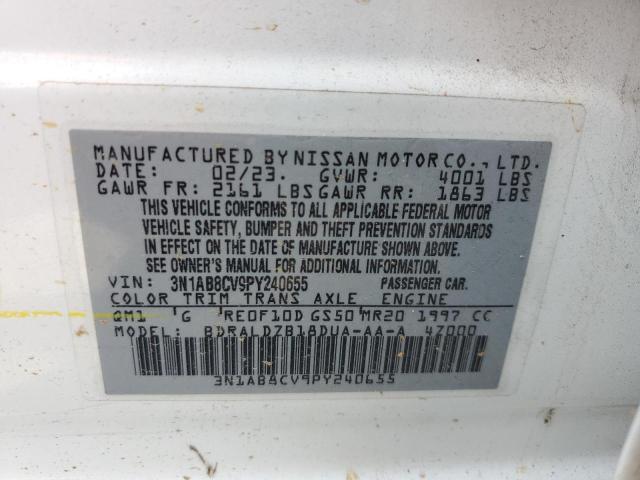 MANUFACTURED BY NISSAN MOTOR CO., LTD.
DATE: 02/23. GVWR: 4001 LBS
GAWR FR: 2161 LBS GAWR RR: 1863 LBS
THIS VEHICLE CONFORMS TO ALL APPLICABLE FEDERAL MOTOR
VEHICLE SAFETY, BUMPER AND THEFT PREVENTION STANDARDS
IN EFFECT ON THE DATE OF MANUFACTURE SHOWN ABOVE.
SEE OWNER'S MANUAL FOR ADDITIONAL INFORMATION.
VIN: 3N1AB8CV9PY240655 PASSENGER CAR.
COLOR TRIM TRANS AXLE ENGINE
QM1 G RE0F10D GS50 MR20 1997 CC
MODEL: BDRALDZB18DUA-AA-A 4Z000
3N1AB8CV9PY240655